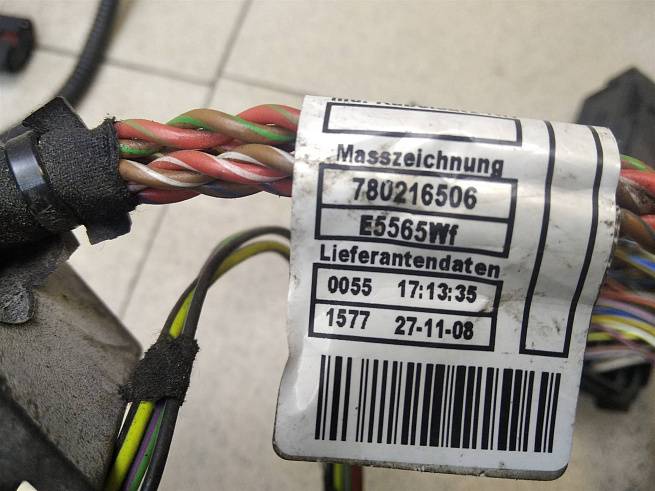 Masszeichnung
780216506
E5565Wf
Lieferantendaten
0055 17:13:35
1577 27-11-08